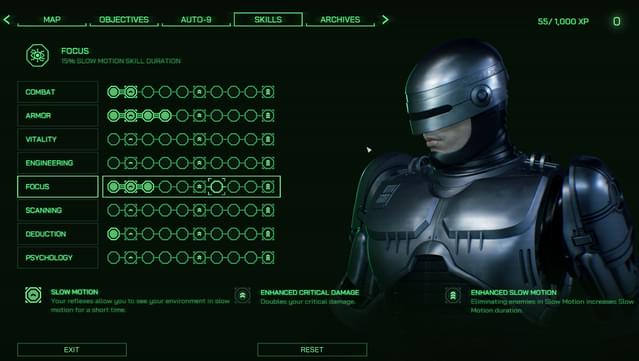 MAP OBJECTIVES AUTO-9 SKILLS ARCHIVES
55/ 1,000 XP 0
FOCUS
15% SLOW MOTION SKILL DURATION
COMBAT
ARMOR
VITALITY
ENGINEERING
FOCUS
SCANNING
DEDUCTION
PSYCHOLOGY
SLOW MOTION
Your reflexes allow you to see your environment in slow
motion for a short time.
ENHANCED CRITICAL DAMAGE
Doubles your critical damage.
ENHANCED SLOW MOTION
Eliminating enemies in Slow Motion increases Slow
Motion duration.
EXIT RESET